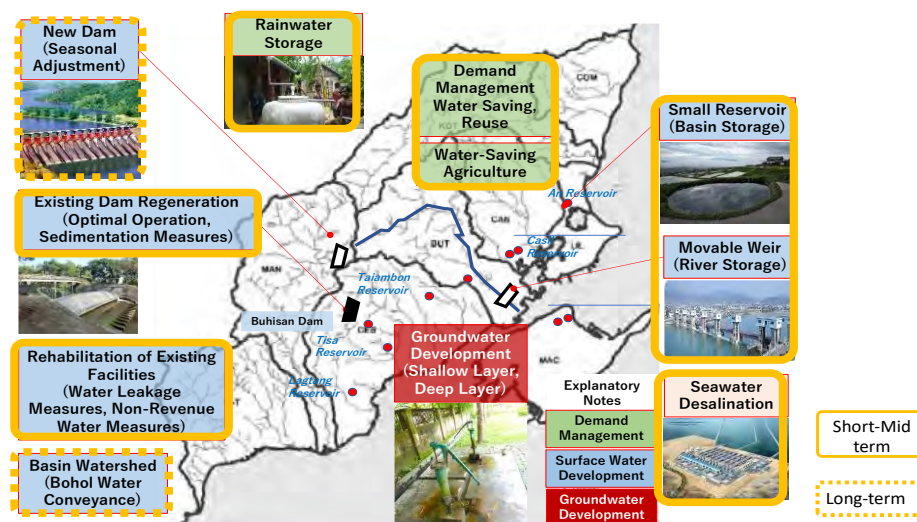 New Dam
(Seasonal
Adjustment)
Rainwater
Storage
Demand
Management
Water Saving,
Reuse
Water-Saving
Agriculture
Small Reservoir
(Basin Storage)
Existing Dam Regeneration
(Optimal Operation,
Sedimentation Measures)
Movable Weir
(River Storage)
COM
CAN
LIL
BUT
MAN
CEB
MAC
An Reservoir
Casili
Reservoir
Taiambon
Reservoir
Buhisan Dam
Tisa
Reservoir
Lagtang
Reservoir
Groundwater
Development
(Shallow Layer,
Deep Layer)
Rehabilitation of Existing
Facilities
(Water Leakage
Measures, Non-Revenue
Water Measures)
Basin Watershed
(Bohol Water
Conveyance)
Explanatory
Notes
Demand
Management
Surface Water
Development
Groundwater
Development
Seawater
Desalination
Short-Mid
term
Long-term